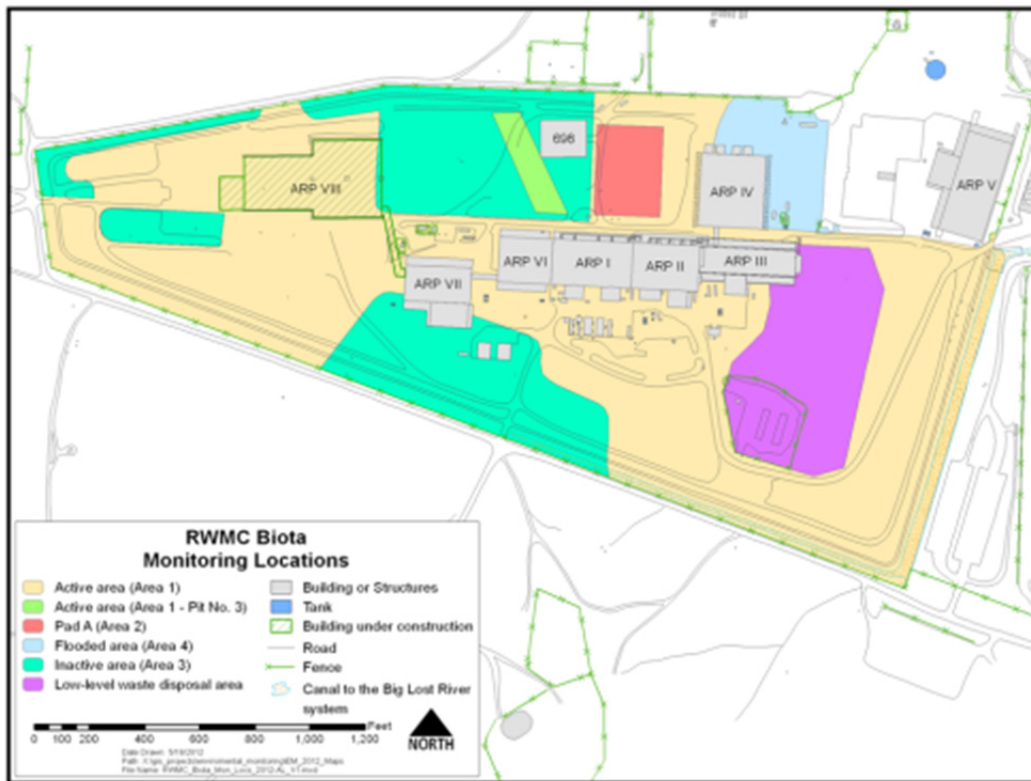 ARP VIII
696
ARP IV
ARP V
ARP VI
ARP I
ARP II
ARP III
ARP VII
RWMC Biota
Monitoring Locations
Active area (Area 1)
Active area (Area 1 - Pit No. 3)
Pad A (Area 2)
Flooded area (Area 4)
Inactive area (Area 3)
Low-level waste disposal area
Building or Structures
Tank
Building under construction
Road
Fence
Canal to the Big Lost River
system
Feet
0 100 200 400 600 800 1,000 1,200
NORTH
Date Drawn: